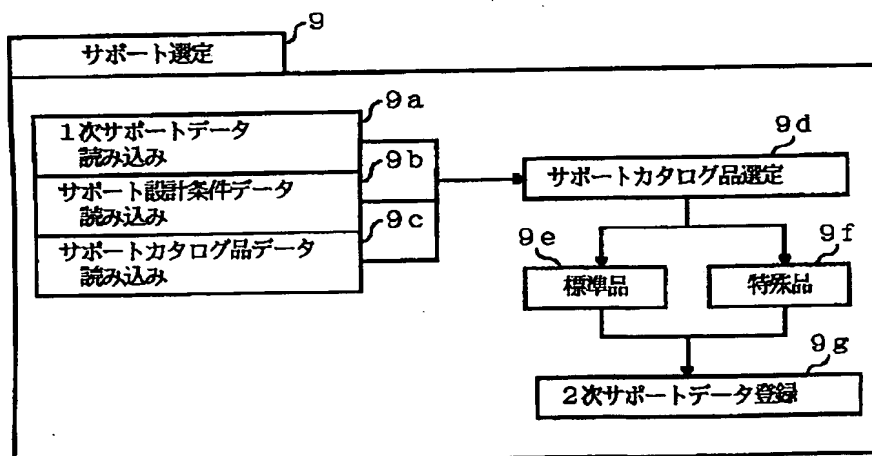 9
サポート選定
9a
1次サポートデータ
読み込み
9b
サポート設計条件データ
読み込み
9c
サポートカタログ品データ
読み込み
9d
サポートカタログ品選定
9e
標準品
9f
特殊品
9g
2次サポートデータ登録